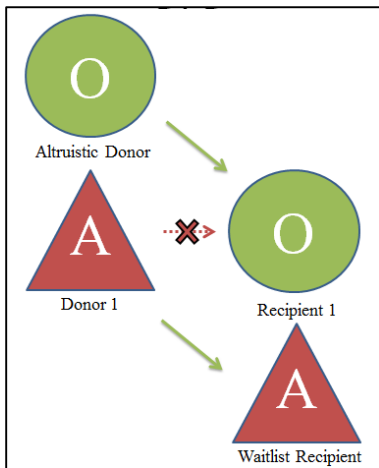 O
Altruistic Donor
A
Donor 1
O
Recipient 1
A
Waitlist Recipient